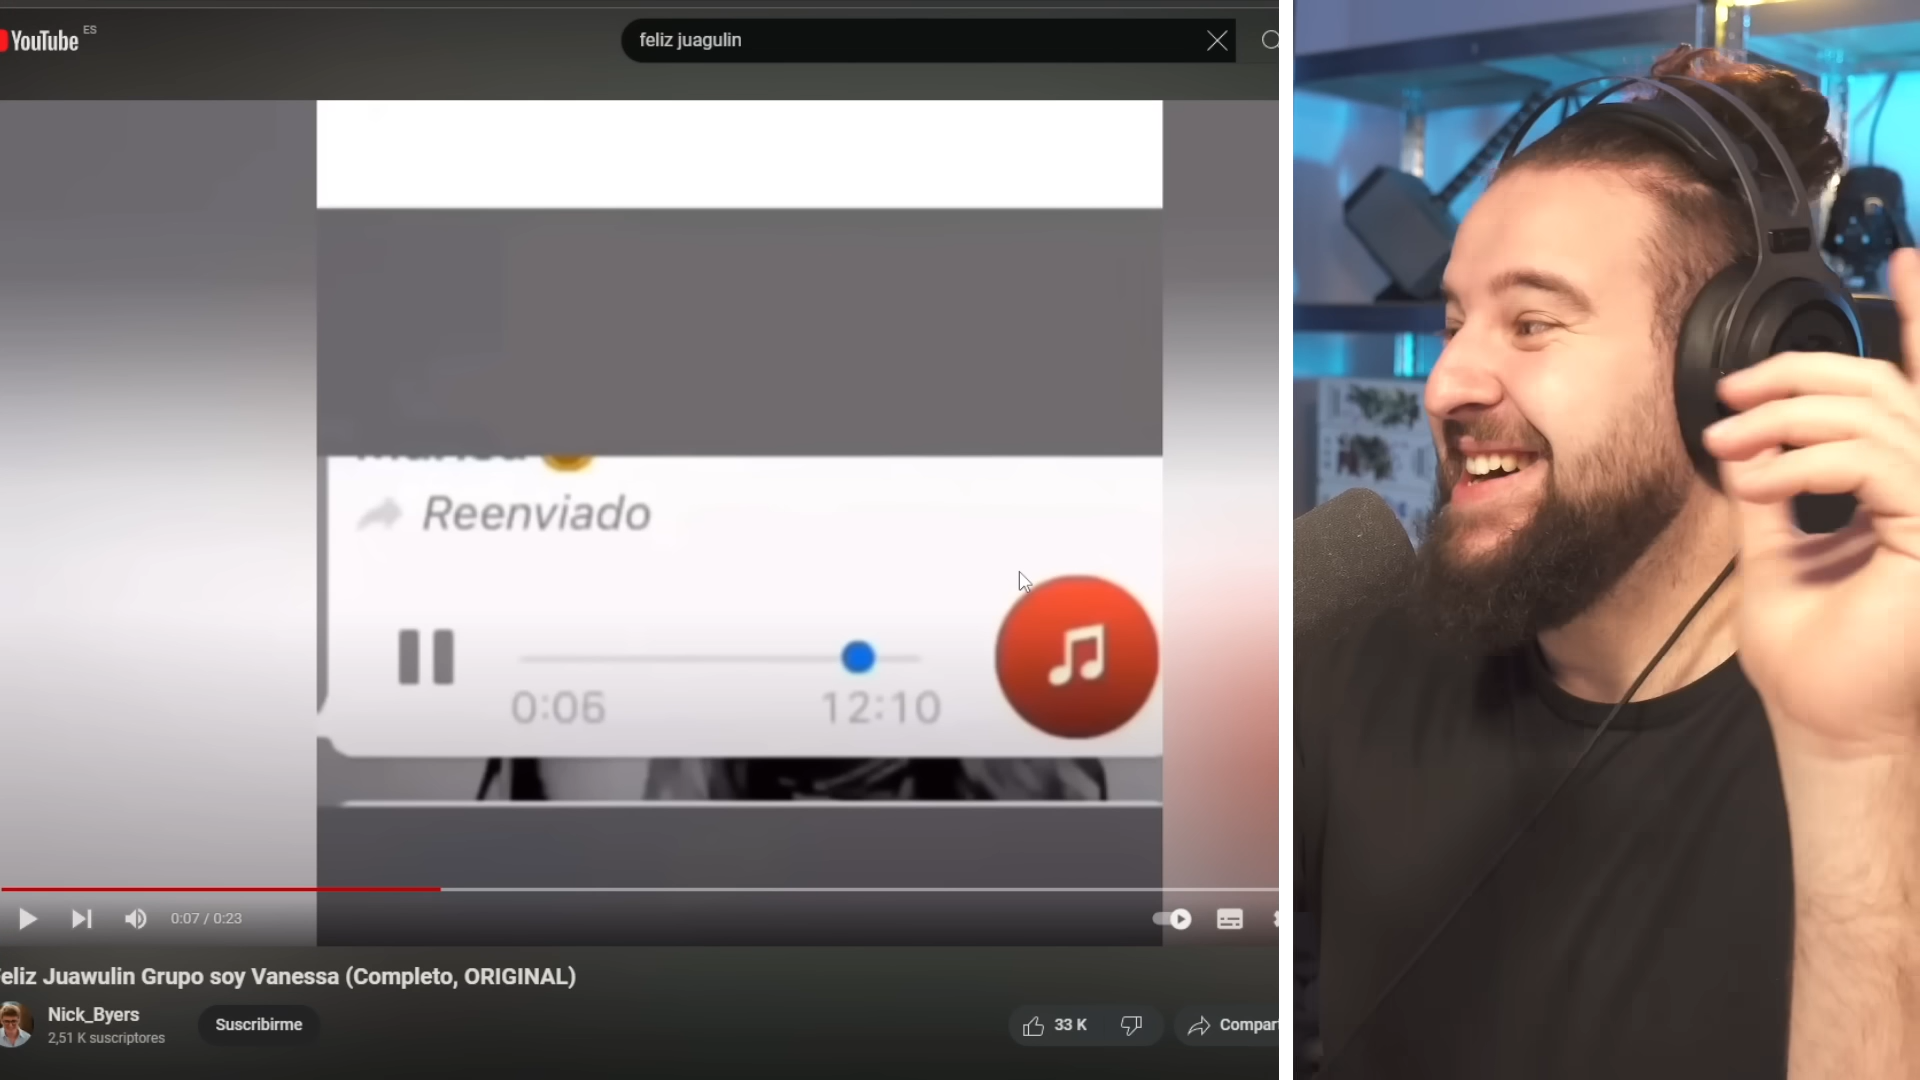 YouTube ES
feliz juagulin
Reenviado
0:06
12:10
0:07 / 0:23
eliz Juawulin Grupo soy Vanessa (Completo, ORIGINAL)
Nick_Byers
2,51 K suscriptores
Suscribirme
33 K
Compart